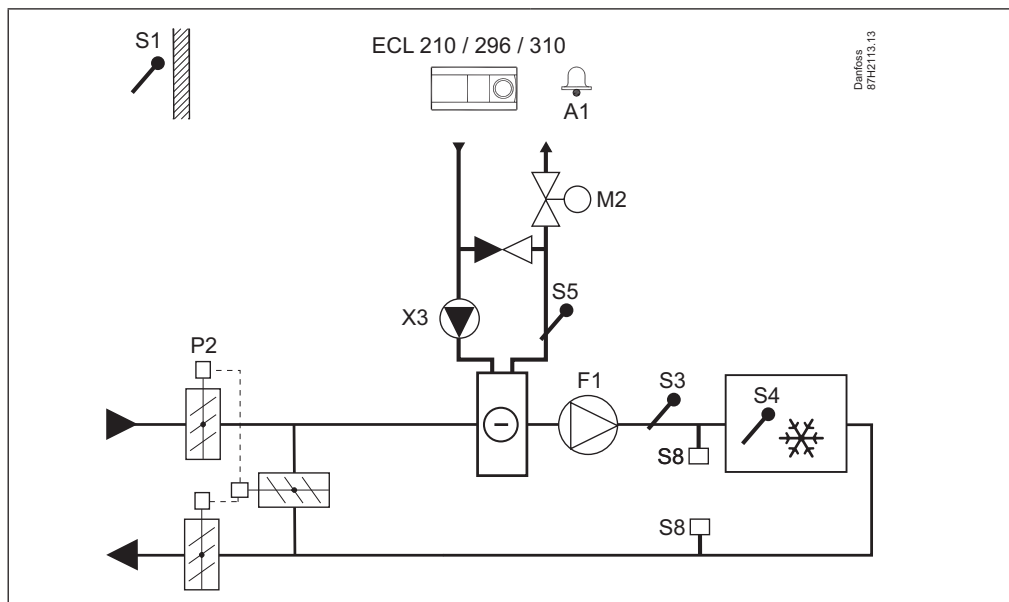 S1
ECL 210 / 296 / 310
A1
Danfoss
87H2113.13
M2
S5
X3
P2
F1
S3
S4
S8
S8